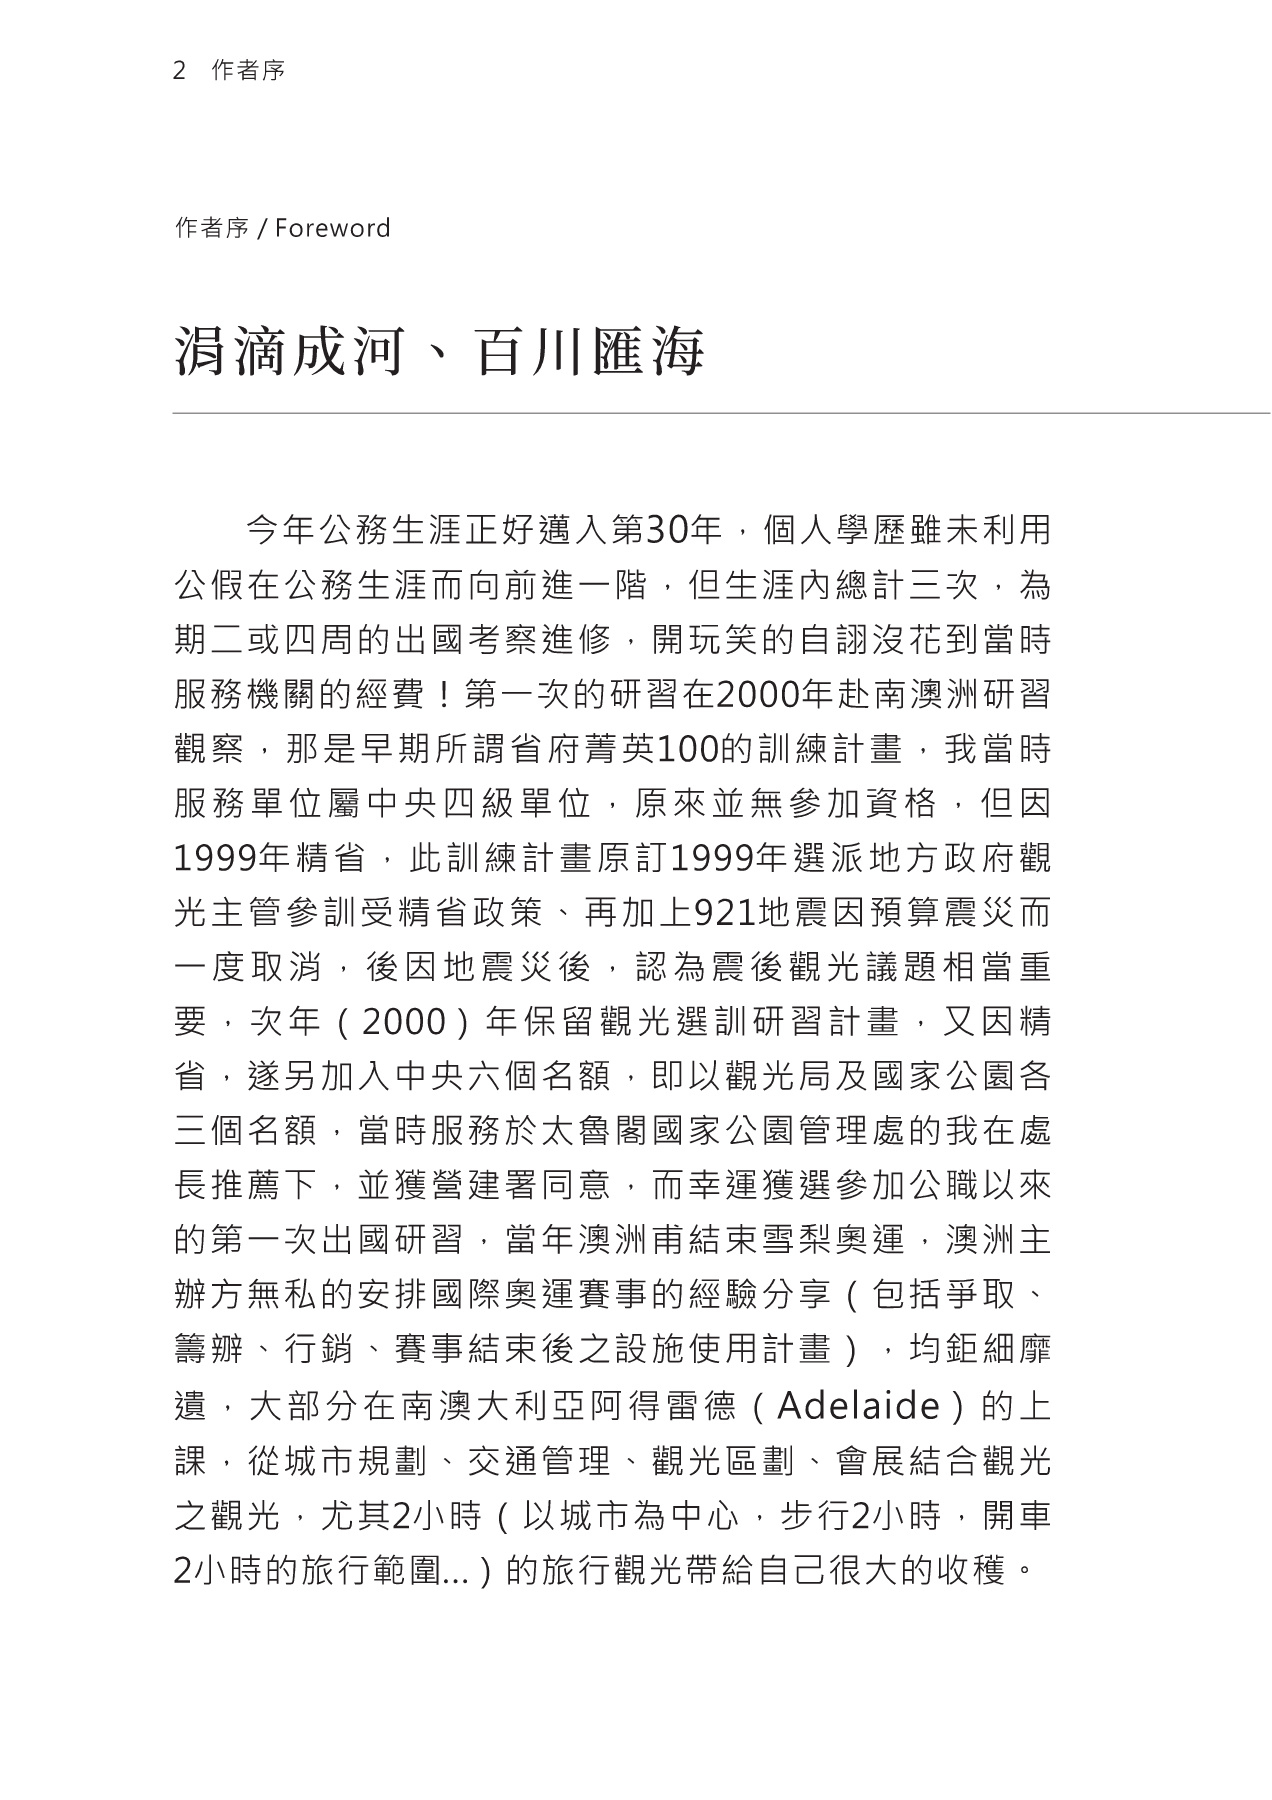 2 作者序
作者序 / Foreword
涓滴成河、百川匯海
今年公務生涯正好邁入第30年，個人學歷雖未利用
公假在公務生涯而向前進一階，但生涯內總計三次，為
期二或四周的出國考察進修，開玩笑的自詡沒花到當時
服務機關的經費！第一次的研習在2000年赴南澳洲研習
觀察，那是早期所謂省府菁英100的訓練計畫，我當時
服務單位屬中央四級單位，原來並無參加資格，但因
1999年精省，此訓練計畫原訂1999年選派地方政府觀
光主管參訓受精省政策、再加上921地震因預算震災而
一度取消，後因地震災後，認為震後觀光議題相當重
要，次年（2000）年保留觀光選訓研習計畫，又因精
省，遂另加入中央六個名額，即以觀光局及國家公園各
三個名額，當時服務於太魯閣國家公園管理處的我在處
長推薦下，並獲營建署同意，而幸運獲選參加公職以來
的第一次出國研習，當年澳洲甫結束雪梨奧運，澳洲主
辦方無私的安排國際奧運賽事的經驗分享（包括爭取、
籌辦、行銷、賽事結束後之設施使用計畫），均鉅細靡
遺，大部分在南澳大利亞阿得雷德（Adelaide）的上
課，從城市規劃、交通管理、觀光區劃、會展結合觀光
之觀光，尤其2小時（以城市為中心，步行2小時，開車
2小時的旅行範圍...）的旅行觀光帶給自己很大的收穫。